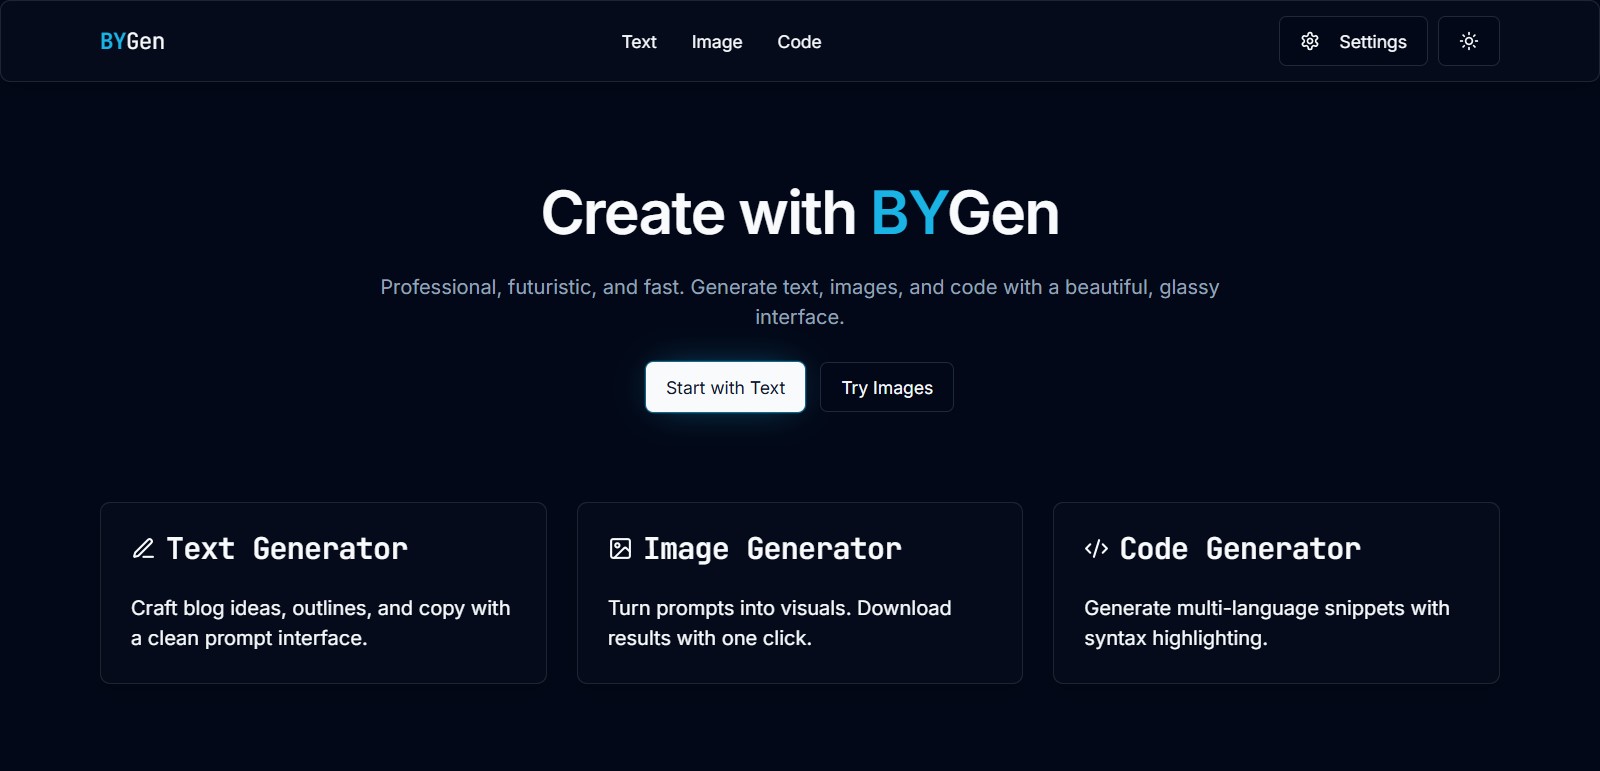 BYGen
Text Image Code
Settings
Create with BYGen
Professional, futuristic, and fast. Generate text, images, and code with a beautiful, glassy
interface.
Start with Text
Try Images
Text Generator
Craft blog ideas, outlines, and copy with
a clean prompt interface.
Image Generator
Turn prompts into visuals. Download
results with one click.
Code Generator
Generate multi-language snippets with
syntax highlighting.